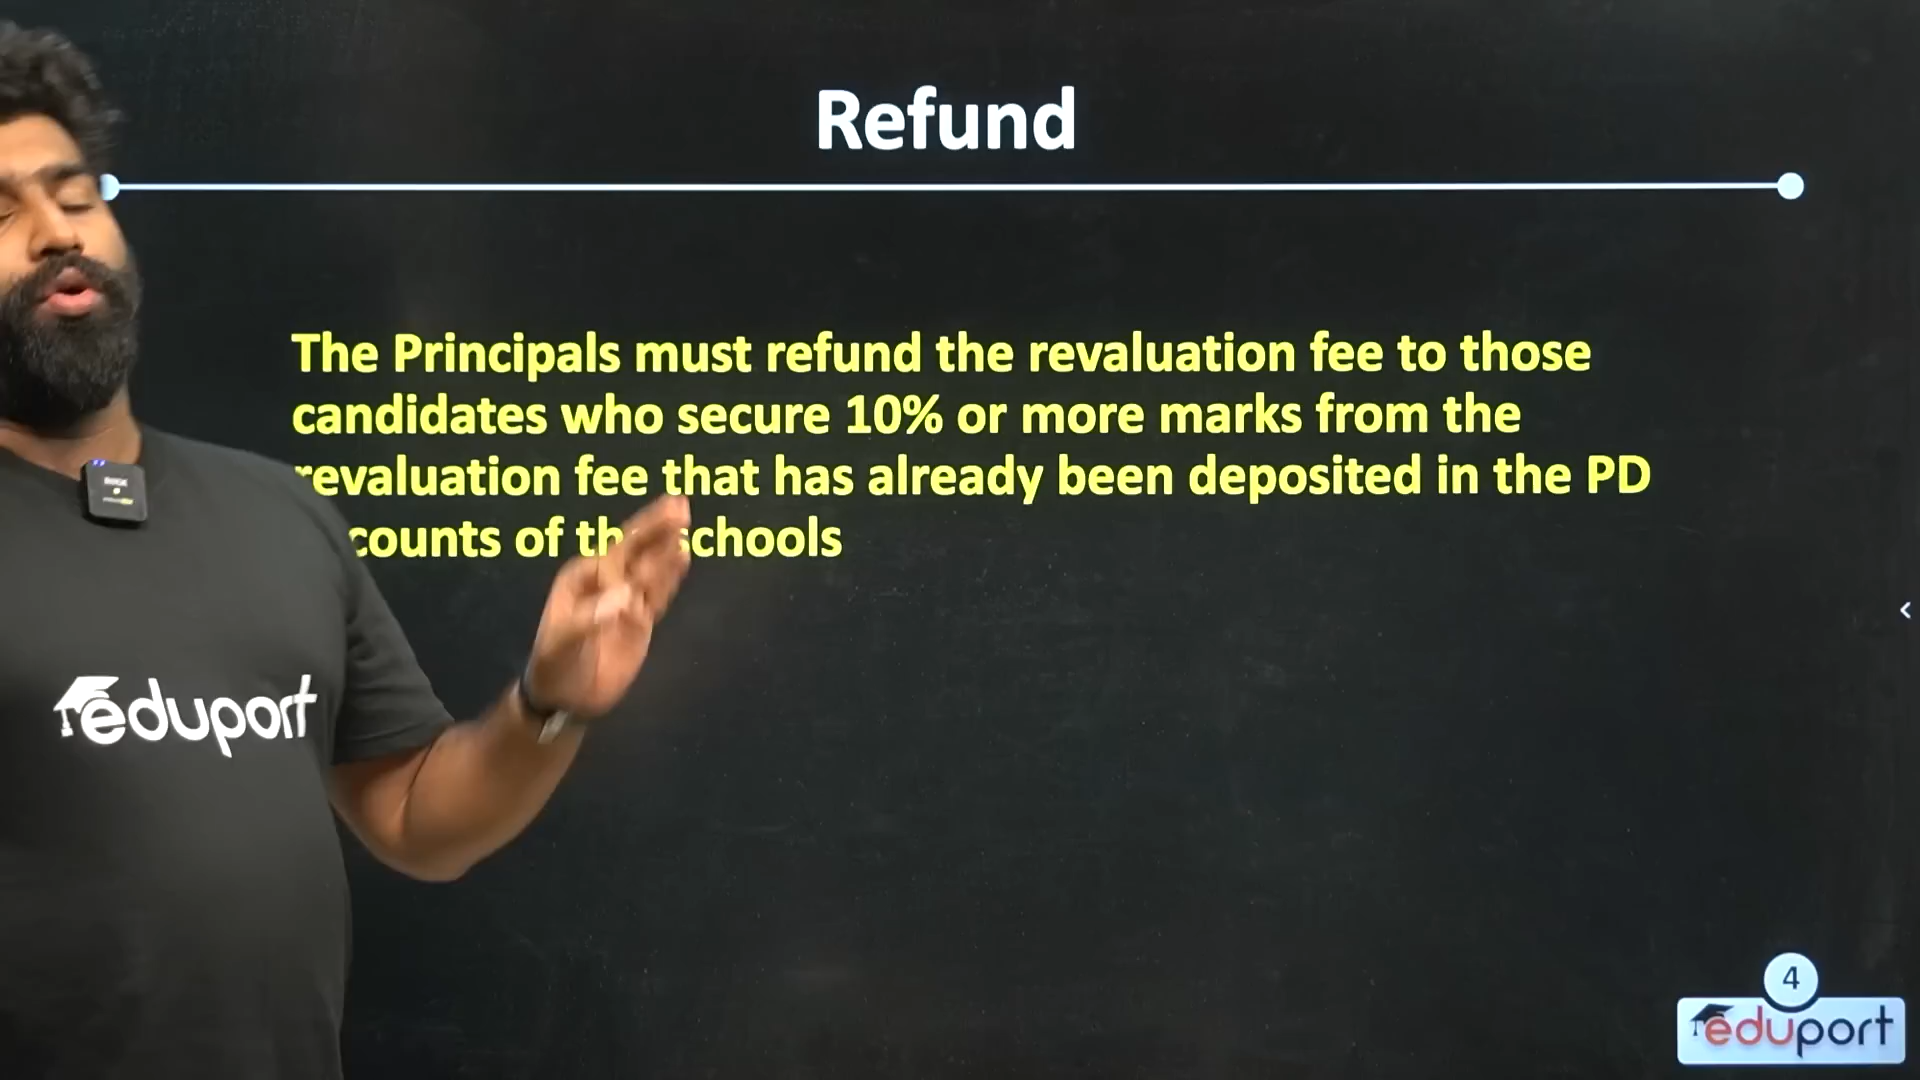 Refund
The Principals must refund the revaluation fee to those
candidates who secure 10% or more marks from the
revaluation fee that has already been deposited in the PD
counts of the schools
eduport
4
eduport